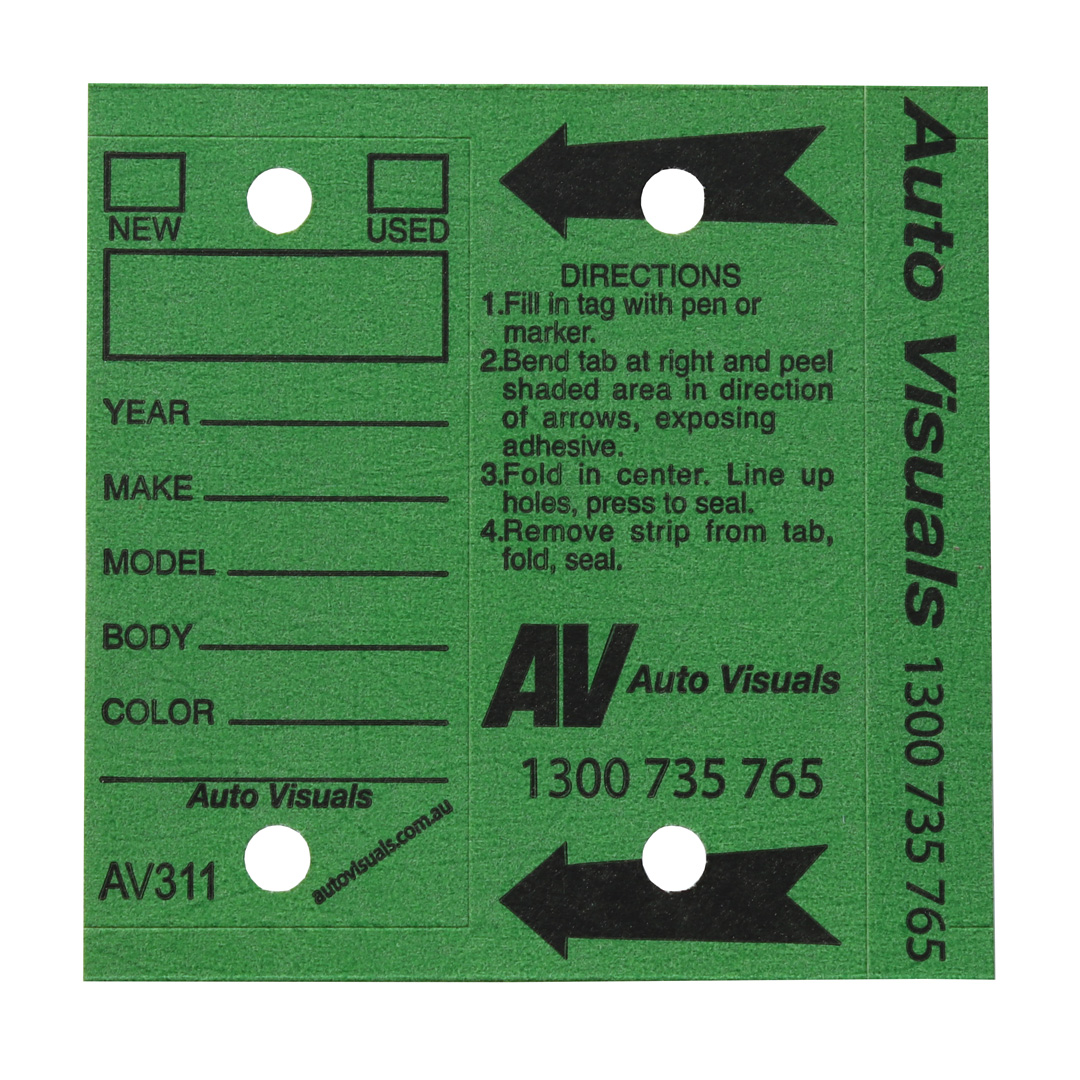 NEW USED
YEAR
MAKE
MODEL
BODY
COLOR
Auto Visuals
AV311
autovisuals.com.au
DIRECTIONS
1.Fill in tag with pen or
marker.
2.Bend tab at right and peel
shaded area in direction
of arrows, exposing
adhesive.
3.Fold in center. Line up
holes, press to seal.
4.Remove strip from tab,
fold, seal.
AV Auto Visuals
1300 735 765
Auto Visuals 1300 735 765